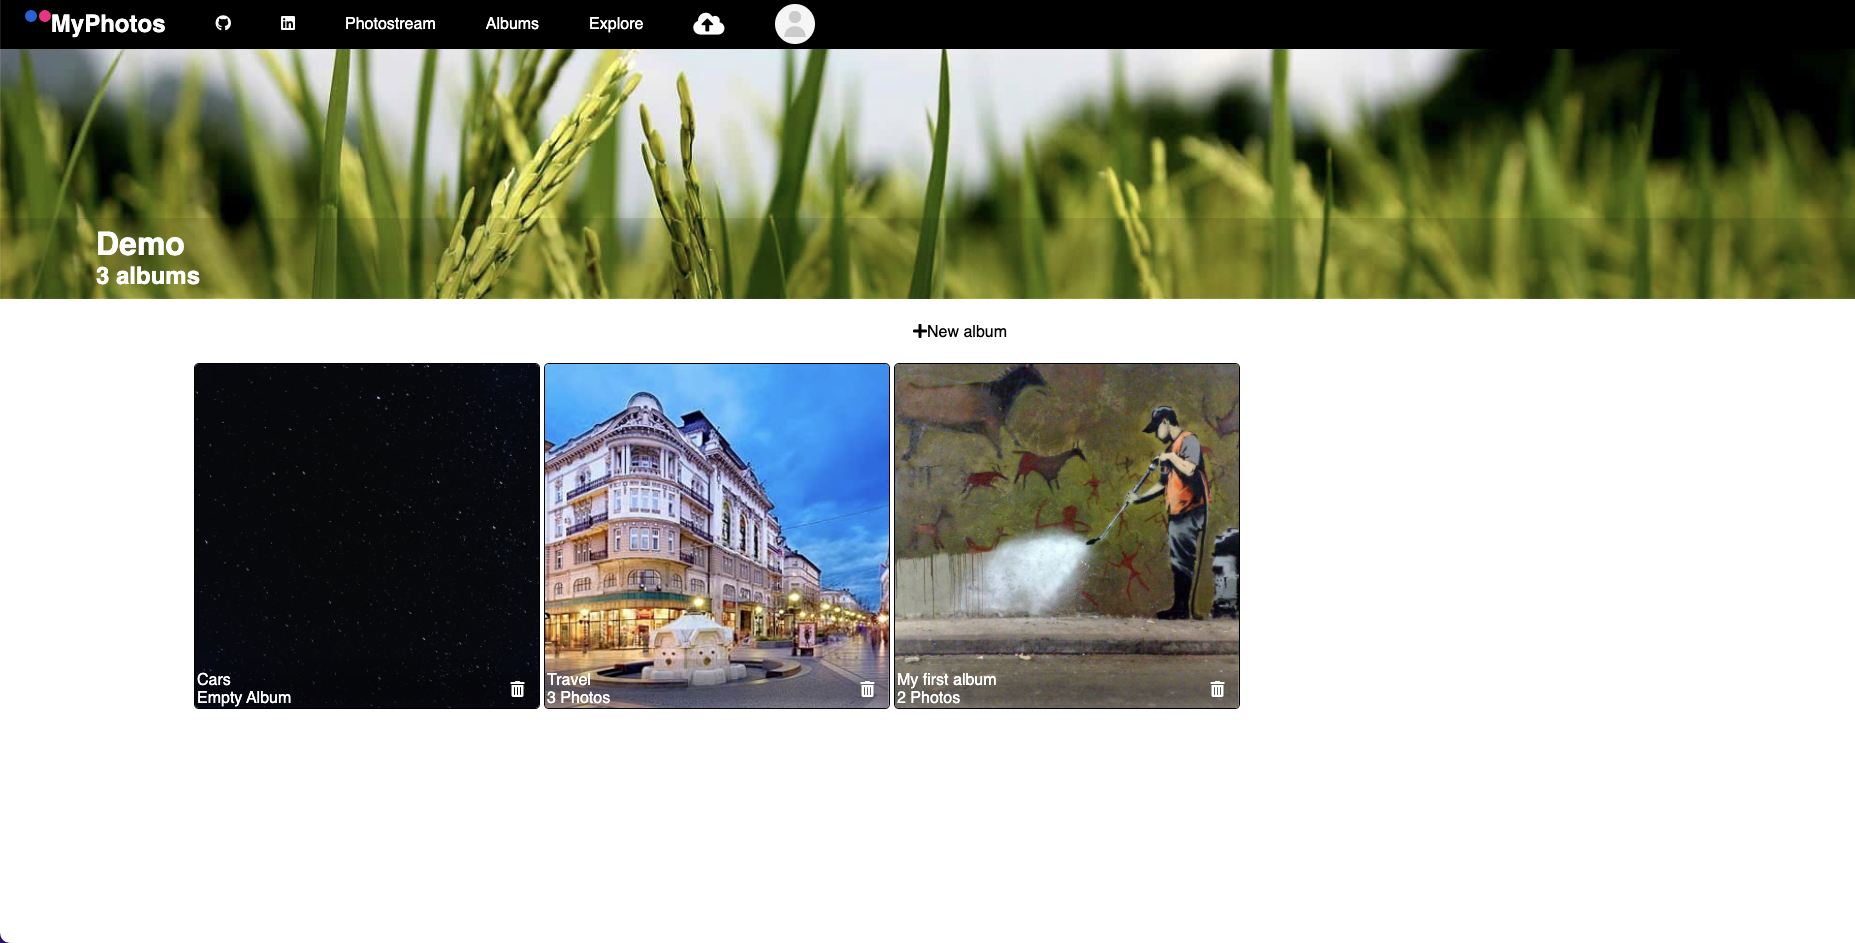 MyPhotos
Photostream
Albums
Explore
Demo
3 albums
New album
Cars
Empty Album
Travel
3 Photos
My first album
2 Photos